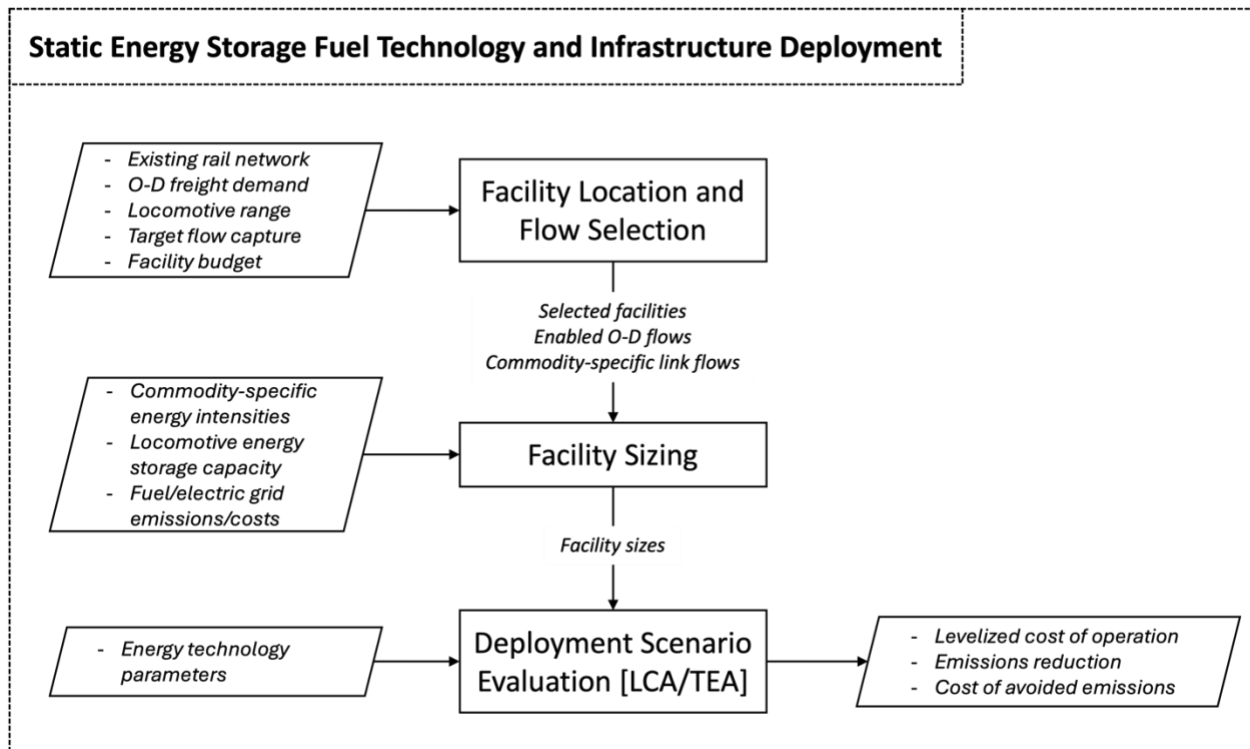 Static Energy Storage Fuel Technology and Infrastructure Deployment
- Existing rail network
- O-D freight demand
- Locomotive range
- Target flow capture
- Facility budget
Facility Location and
Flow Selection
Selected facilities
Enabled O-D flows
Commodity-specific link flows
- Commodity-specific
energy intensities
- Locomotive energy
storage capacity
- Fuel/electric grid
emissions/costs
Facility Sizing
Facility sizes
- Energy technology
parameters
Deployment Scenario
Evaluation [LCA/TEA]
- Levelized cost of operation
- Emissions reduction
- Cost of avoided emissions